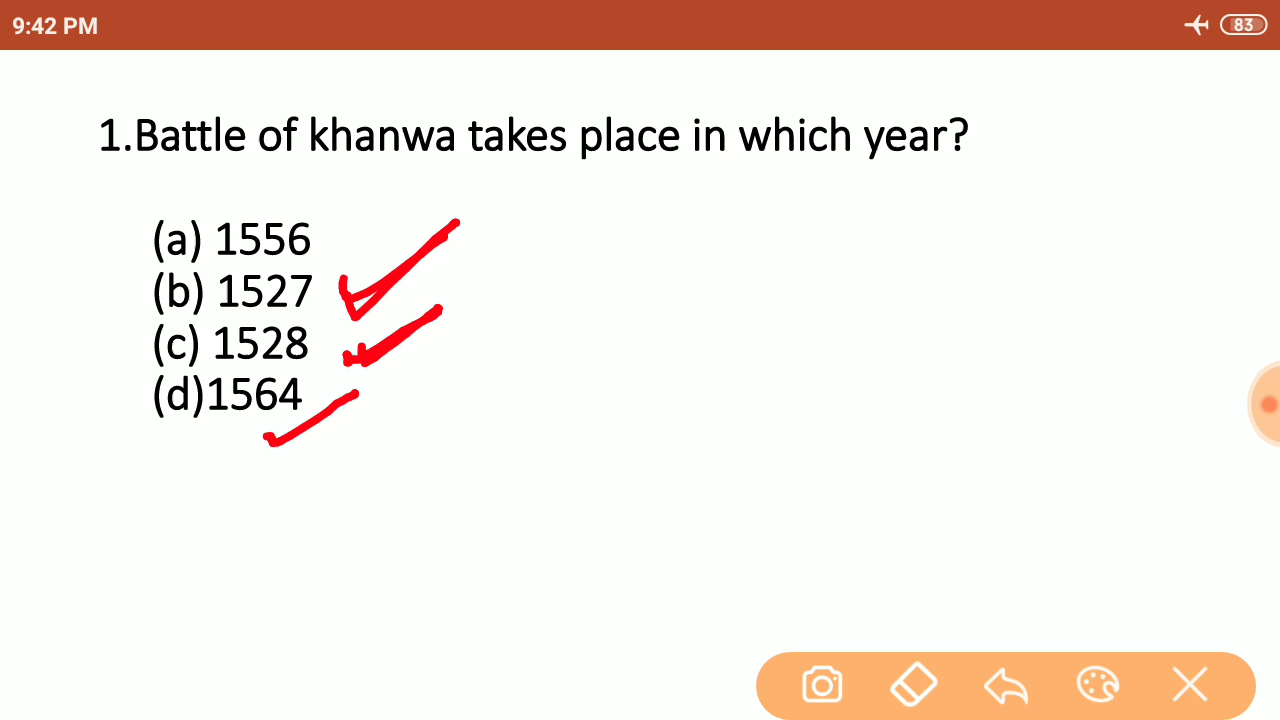 9:42 PM
83
1.Battle of khanwa takes place in which year?
(a) 1556
(b) 1527
(c) 1528
(d)1564